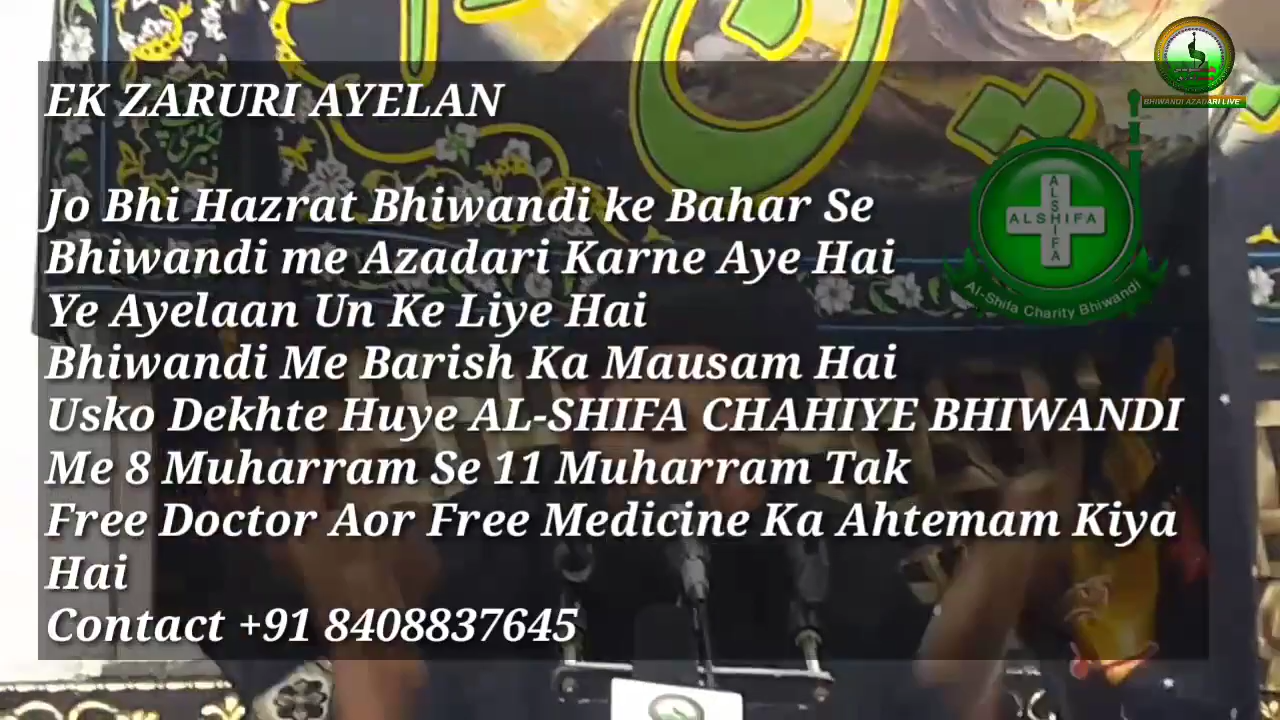 EK ZARURI AYELAN
Jo Bhi Hazrat Bhiwandi ke Bahar Se
Bhiwandi me Azadari Karne Aye Hai
Ye Ayelaan Un Ke Liye Hai
Bhiwandi Me Barish Ka Mausam Hai
Usko Dekhte Huye AL-SHIFA CHAHIYE BHIWANDI
Me 8 Muharram Se 11 Muharram Tak
Free Doctor Aor Free Medicine Ka Ahtemam Kiya
Hai
Contact +91 8408837645
BHIWANDI AZADARI LIVE
ALSHIFA
ALSHIFA
Al-Shifa Charity Bhiwandi